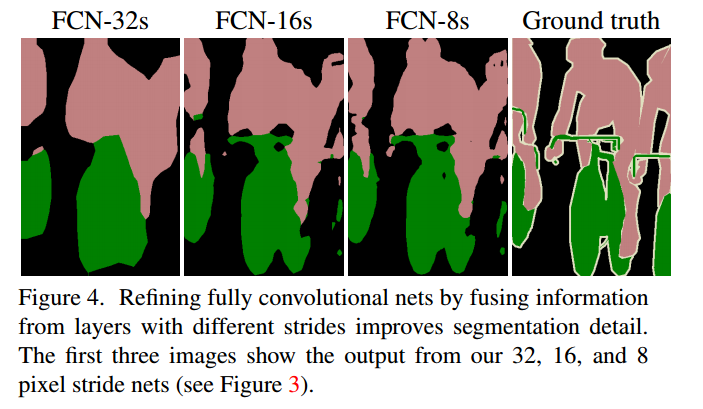 FCN-32s FCN-16s FCN-8s Ground truth
Figure 4. Refining fully convolutional nets by fusing information
from layers with different strides improves segmentation detail.
The first three images show the output from our 32, 16, and 8
pixel stride nets (see Figure 3).